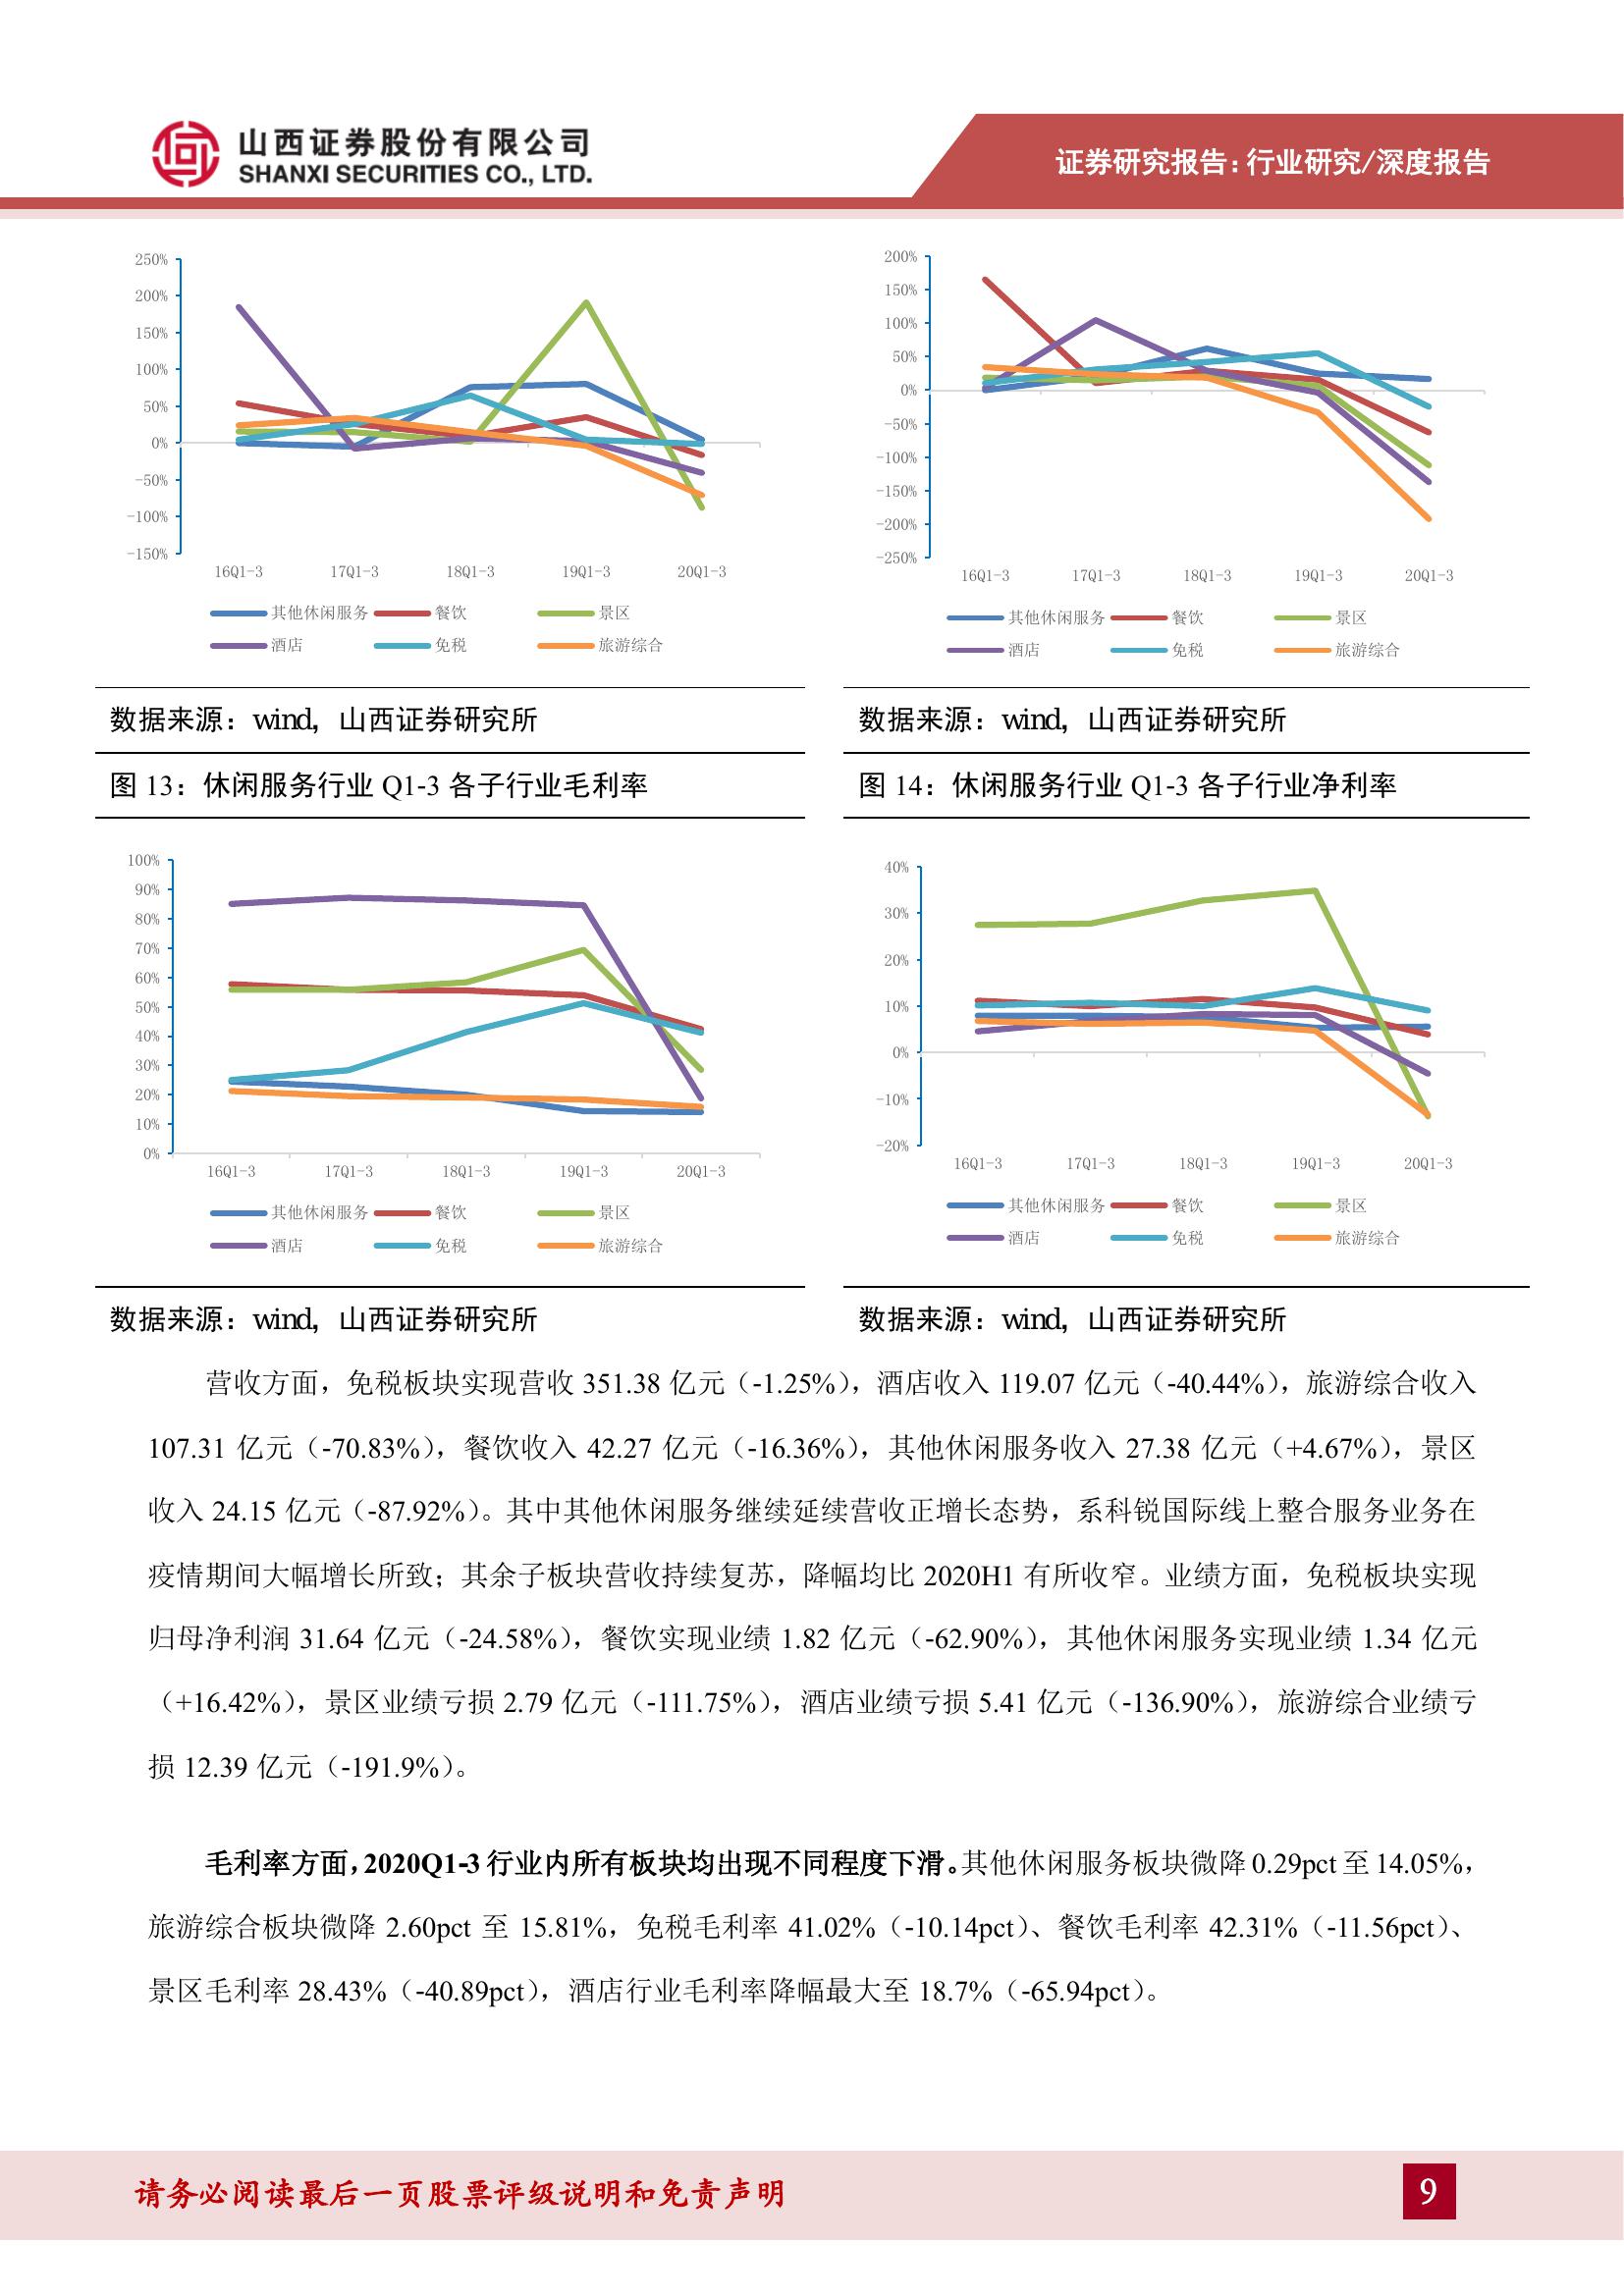 山西证券股份有限公司
SHANXI SECURITIES CO., LTD.
证券研究报告：行业研究/深度报告
250%
200%
150%
100%
50%
0%
-50%
-100%
-150%
16Q1-3 17Q1-3 18Q1-3 19Q1-3 20Q1-3
其他休闲服务 餐饮 景区
酒店 免税 旅游综合
200%
150%
100%
50%
0%
-50%
-100%
-150%
-200%
-250%
16Q1-3 17Q1-3 18Q1-3 19Q1-3 20Q1-3
其他休闲服务 餐饮 景区
酒店 免税 旅游综合
数据来源：wind，山西证券研究所
数据来源：wind，山西证券研究所
图 13：休闲服务行业 Q1-3 各子行业毛利率
图 14：休闲服务行业 Q1-3 各子行业净利率
100%
90%
80%
70%
60%
50%
40%
30%
20%
10%
0%
16Q1-3 17Q1-3 18Q1-3 19Q1-3 20Q1-3
其他休闲服务 餐饮 景区
酒店 免税 旅游综合
40%
30%
20%
10%
0%
-10%
-20%
16Q1-3 17Q1-3 18Q1-3 19Q1-3 20Q1-3
其他休闲服务 餐饮 景区
酒店 免税 旅游综合
数据来源：wind，山西证券研究所
数据来源：wind，山西证券研究所
营收方面，免税板块实现营收 351.38 亿元（-1.25%），酒店收入 119.07 亿元（-40.44%），旅游综合收入
107.31 亿元（-70.83%），餐饮收入 42.27 亿元（-16.36%），其他休闲服务收入 27.38 亿元（+4.67%），景区
收入 24.15 亿元（-87.92%）。其中其他休闲服务继续延续营收正增长态势，系科锐国际线上整合服务业务在
疫情期间大幅增长所致；其余子板块营收持续复苏，降幅均比 2020H1 有所收窄。业绩方面，免税板块实现
归母净利润 31.64 亿元（-24.58%），餐饮实现业绩 1.82 亿元（-62.90%），其他休闲服务实现业绩 1.34 亿元
（+16.42%），景区业绩亏损 2.79 亿元（-111.75%），酒店业绩亏损 5.41 亿元（-136.90%），旅游综合业绩亏
损 12.39 亿元（-191.9%）。
毛利率方面，2020Q1-3 行业内所有板块均出现不同程度下滑。其他休闲服务板块微降 0.29pct 至 14.05%，
旅游综合板块微降 2.60pct 至 15.81%，免税毛利率 41.02%（-10.14pct）、餐饮毛利率 42.31%（-11.56pct）、
景区毛利率 28.43%（-40.89pct），酒店行业毛利率降幅最大至 18.7%（-65.94pct）。
请务必阅读最后一页股票评级说明和免责声明
9